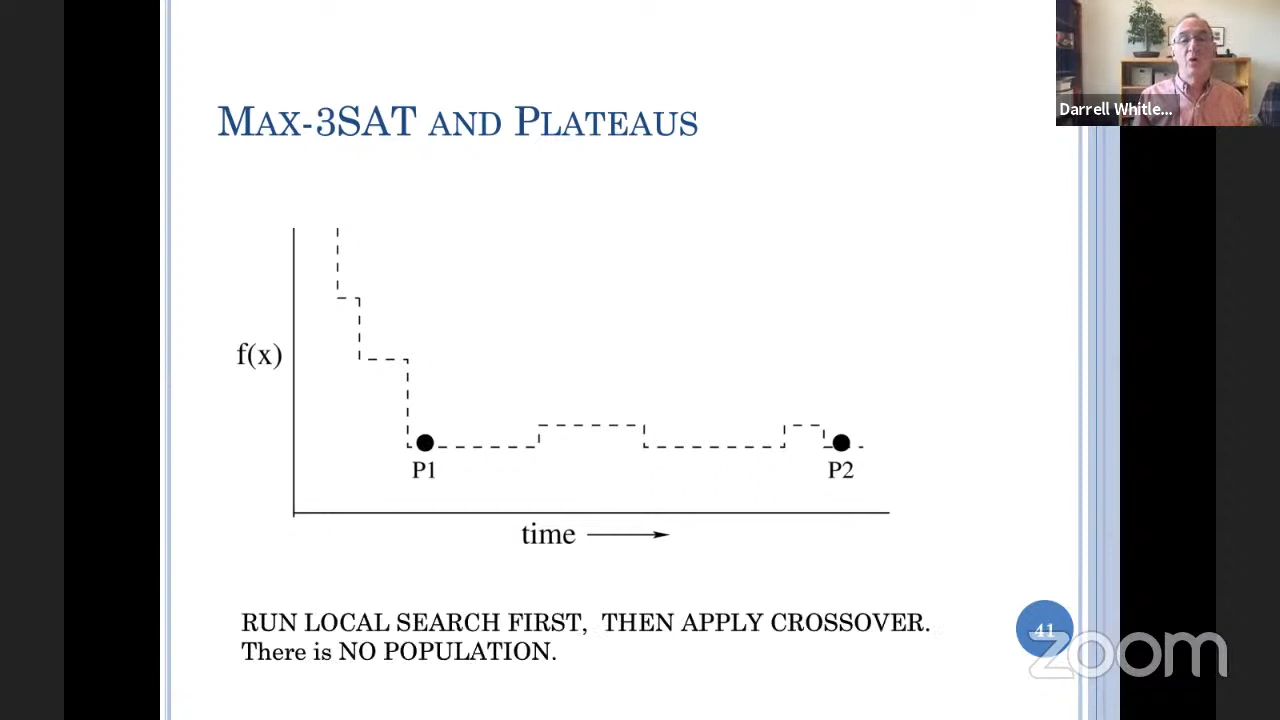 Darrell Whitle...
MAX-3SAT AND PLATEAUS
f(x)
P1
P2
time
RUN LOCAL SEARCH FIRST, THEN APPLY CROSSOVER.
There is NO POPULATION.
41
zoom